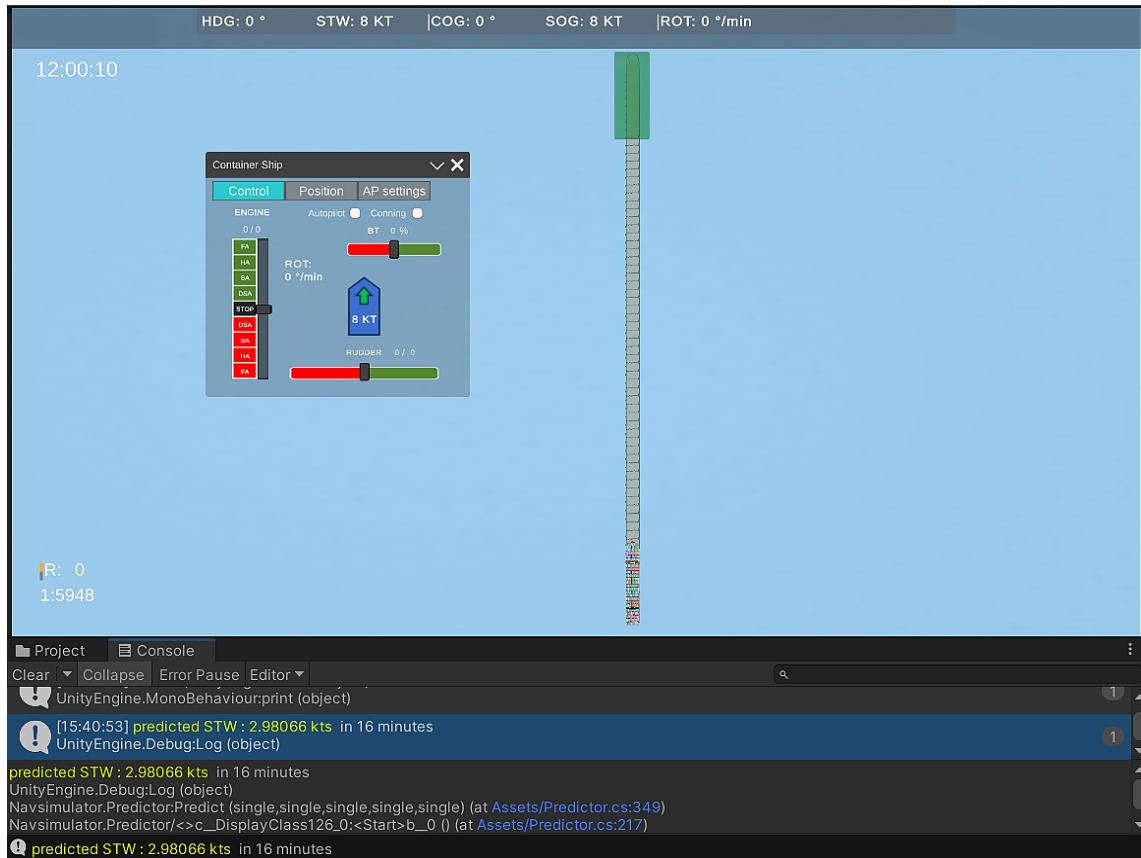 HDG: 0 ° STW: 8 KT |COG: 0 ° SOG: 8 KT |ROT: 0 °/min
12:00:10
Container Ship
Control Position AP settings
ENGINE Autopilot Conning
0 / 0 BT 0 %
FA
HA
SA
DSA
STOP
DSA
SA
HA
FA
ROT:
0 °/min
8 KT
RUDDER 0 / 0
R: 0
1:5948
Project Console
Clear Collapse Error Pause Editor
UnityEngine.MonoBehaviour:print (object)
1
[15:40:53] predicted STW : 2.98066 kts in 16 minutes
UnityEngine.Debug:Log (object)
1
predicted STW : 2.98066 kts in 16 minutes
UnityEngine.Debug:Log (object)
Navsimulator.Predictor:Predict (single,single,single,single,single) (at Assets/Predictor.cs:349)
Navsimulator.Predictor/<>c__DisplayClass126_0:<Start>b__0 () (at Assets/Predictor.cs:217)
predicted STW : 2.98066 kts in 16 minutes